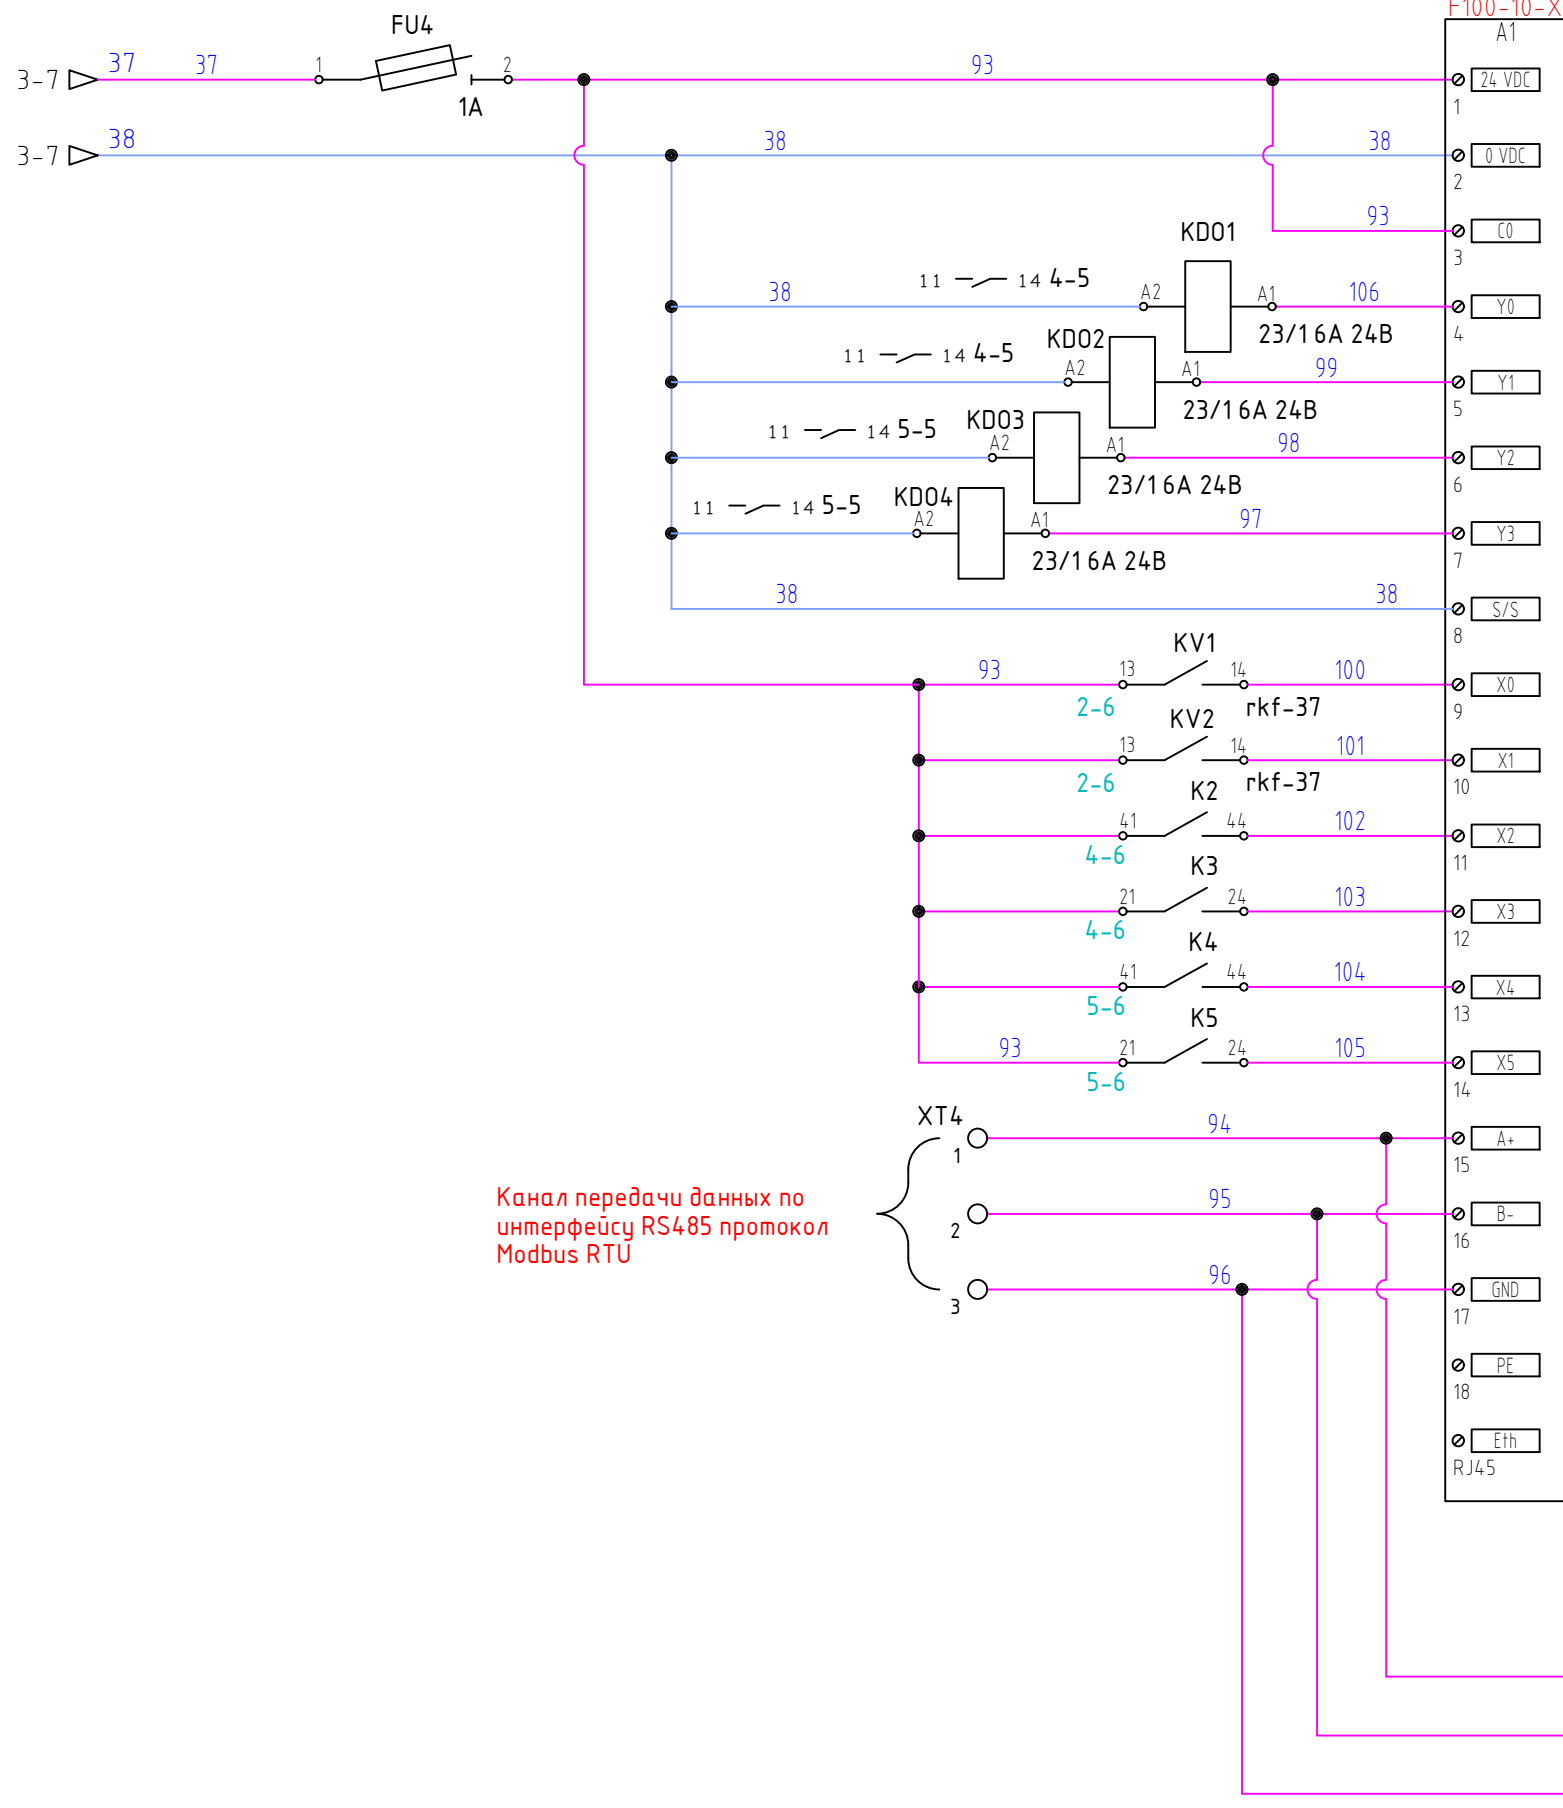 F100-10-X
A1
FU4
3-7 37 37 1 2 93 24 VDC
1A 1
3-7 38 38 38 0 VDC
2
93 C0
KD01 3
11 14 4-5 38 A2 A1 106 Y0
23/16A 24В 4
KD02
11 14 4-5 A2 A1 99 Y1
23/16A 24В 5
KD03
11 14 5-5 A2 A1 98 Y2
23/16A 24В 6
KD04
11 14 5-5 A2 A1 97 Y3
23/16A 24В 7
38 38 S/S
8
KV1
93 13 14 100 X0
2-6 rkf-37 9
KV2
13 14 101 X1
2-6 rkf-37 10
K2
41 44 102 X2
4-6 11
K3
21 24 103 X3
4-6 12
K4
41 44 104 X4
5-6 13
K5
93 21 24 105 X5
5-6 14
XT4
1 94 A+
15
Канал передачи данных по
интерфейсу RS485 протокол
Modbus RTU
2 95 B-
16
3 96 GND
17
PE
18
Eth
RJ45